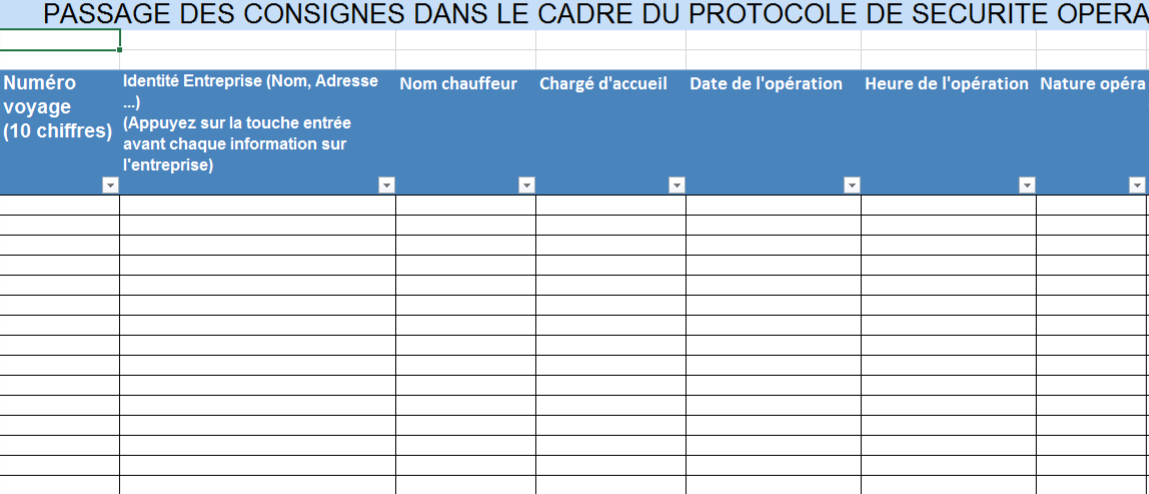 PASSAGE DES CONSIGNES DANS LE CADRE DU PROTOCOLE DE SECURITE OPERA
Numéro
voyage
(10 chiffres)
Identité Entreprise (Nom, Adresse
...)
(Appuyez sur la touche entrée
avant chaque information sur
l'entreprise)
Nom chauffeur
Chargé d'accueil
Date de l'opération
Heure de l'opération
Nature opéra